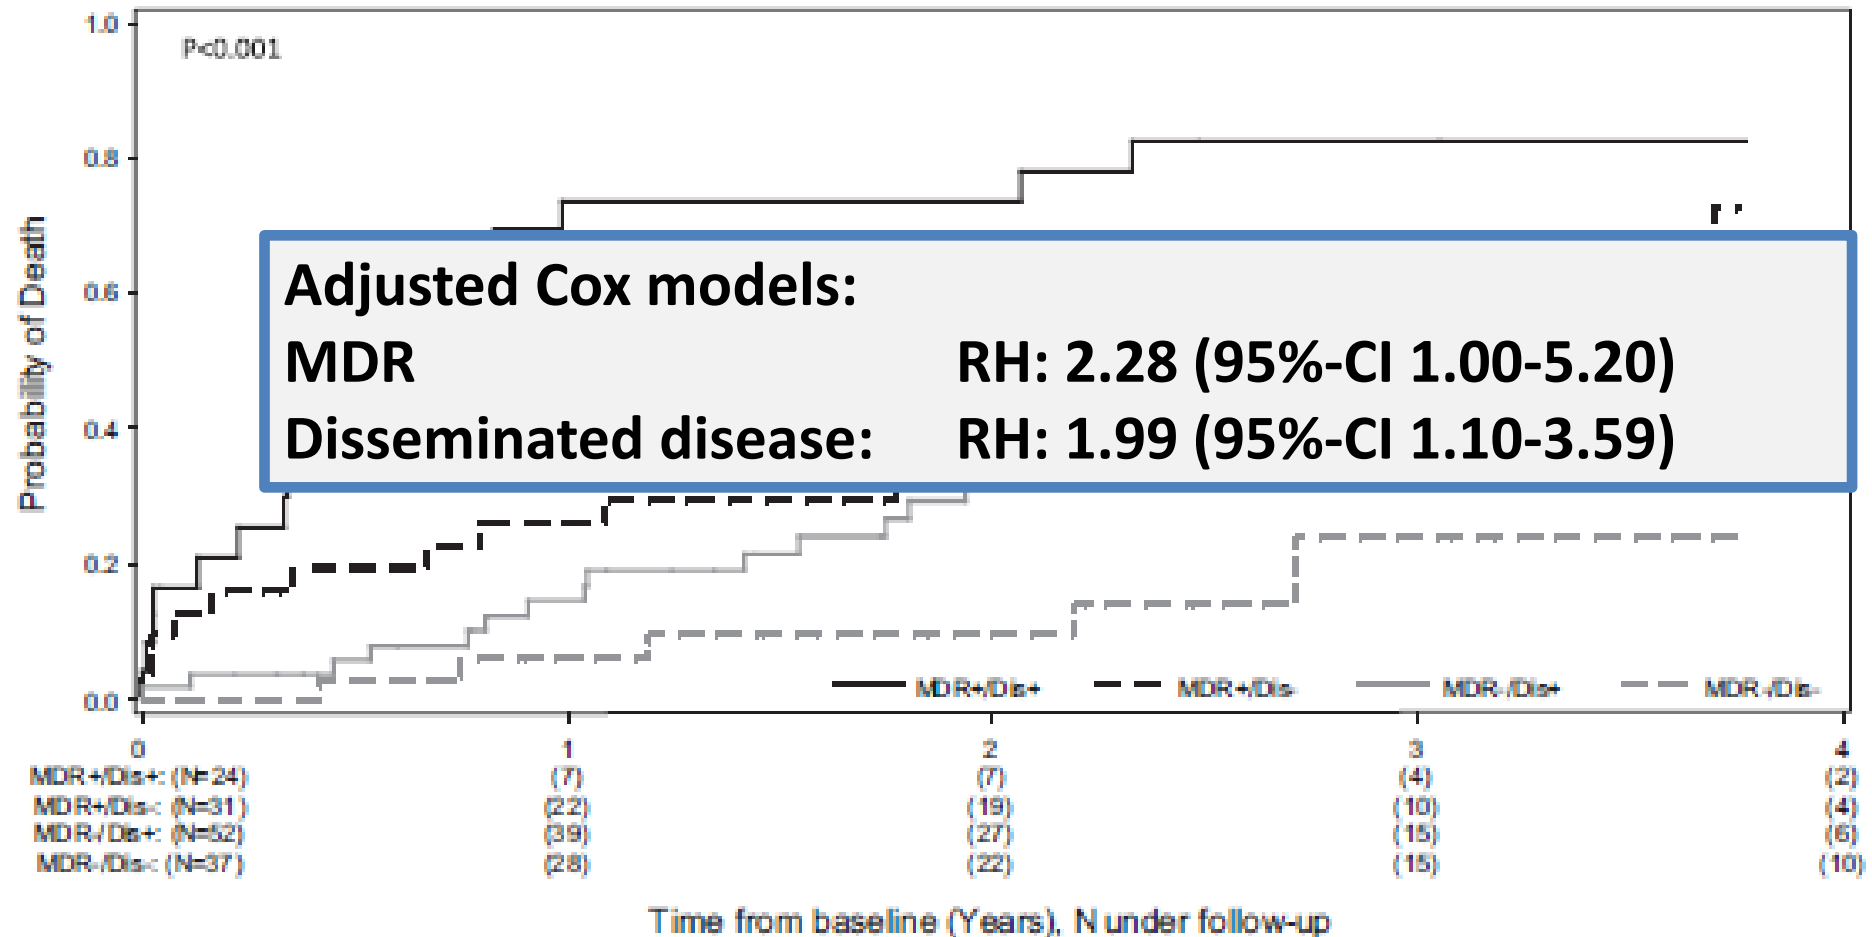 1.0
P<0.001
0.8
0.6
0.4
0.2
0.0
Probability of Death
Adjusted Cox models:
MDR RH: 2.28 (95%-CI 1.00-5.20)
Disseminated disease: RH: 1.99 (95%-CI 1.10-3.59)
MDR+/Dis+ MDR+/Dis- MDR-/Dis+ MDR-/Dis-
0 1 2 3 4
MDR+/Dis+: (N=24) (7) (7) (4) (2)
MDR+/Dis-: (N=31) (22) (19) (10) (4)
MDR-/Dis+: (N=52) (39) (27) (15) (6)
MDR-/Dis-: (N=37) (28) (22) (15) (10)
Time from baseline (Years), N under follow-up